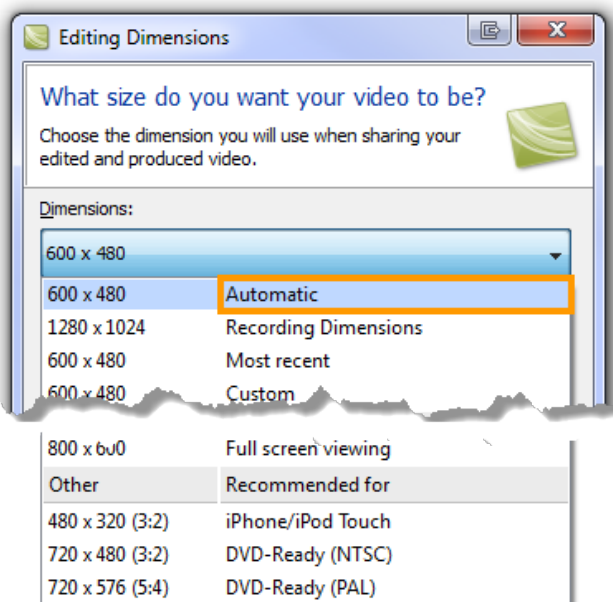 Editing Dimensions
What size do you want your video to be?
Choose the dimension you will use when sharing your
edited and produced video.
Dimensions:
600 x 480
600 x 480 Automatic
1280 x 1024 Recording Dimensions
600 x 480 Most recent
600 x 480 Custom
800 x 600 Full screen viewing
Other Recommended for
480 x 320 (3:2) iPhone/iPod Touch
720 x 480 (3:2) DVD-Ready (NTSC)
720 x 576 (5:4) DVD-Ready (PAL)